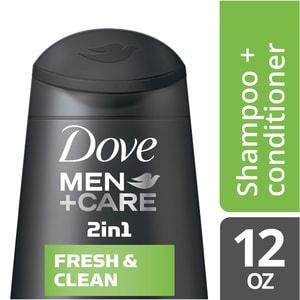 Dove
MEN
+CARE
2in1
FRESH &
CLEAN
Shampoo +
conditioner
12
OZ